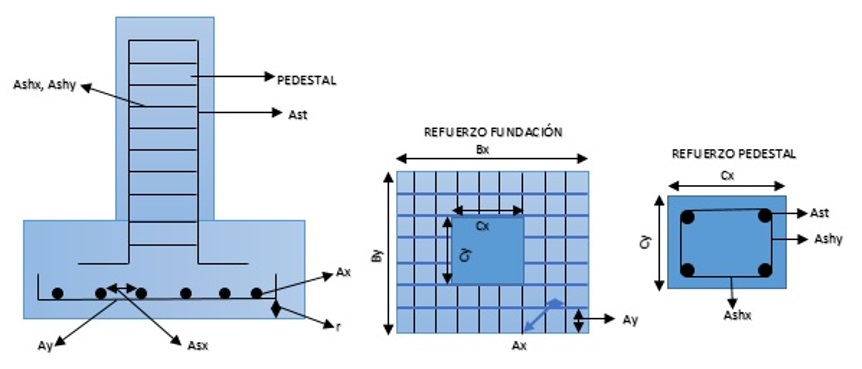 Ashx, Ashy
PEDESTAL
Ast
Ax
r
Ay
Asx
REFUERZO FUNDACIÓN
Bx
By
Cx
Cy
Ay
Ax
REFUERZO PEDESTAL
Cx
Cy
Ast
Ashy
Ashx